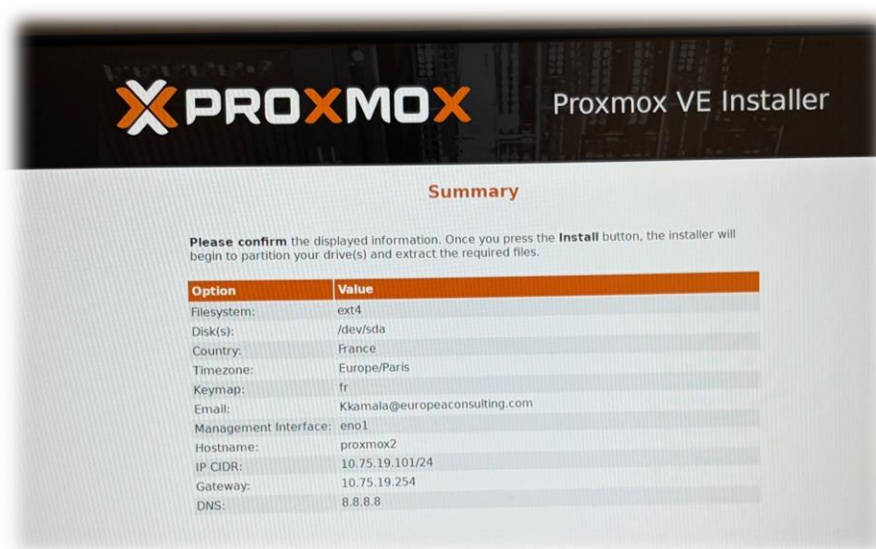 PROXMOX Proxmox VE Installer
Summary
Please confirm the displayed information. Once you press the Install button, the installer will
begin to partition your drive(s) and extract the required files.
Option Value
Filesystem: ext4
Disk(s): /dev/sda
Country: France
Timezone: Europe/Paris
Keymap: fr
Email: Kkamala@europeaconsulting.com
Management Interface: eno1
Hostname: proxmox2
IP CIDR: 10.75.19.101/24
Gateway: 10.75.19.254
DNS: 8.8.8.8